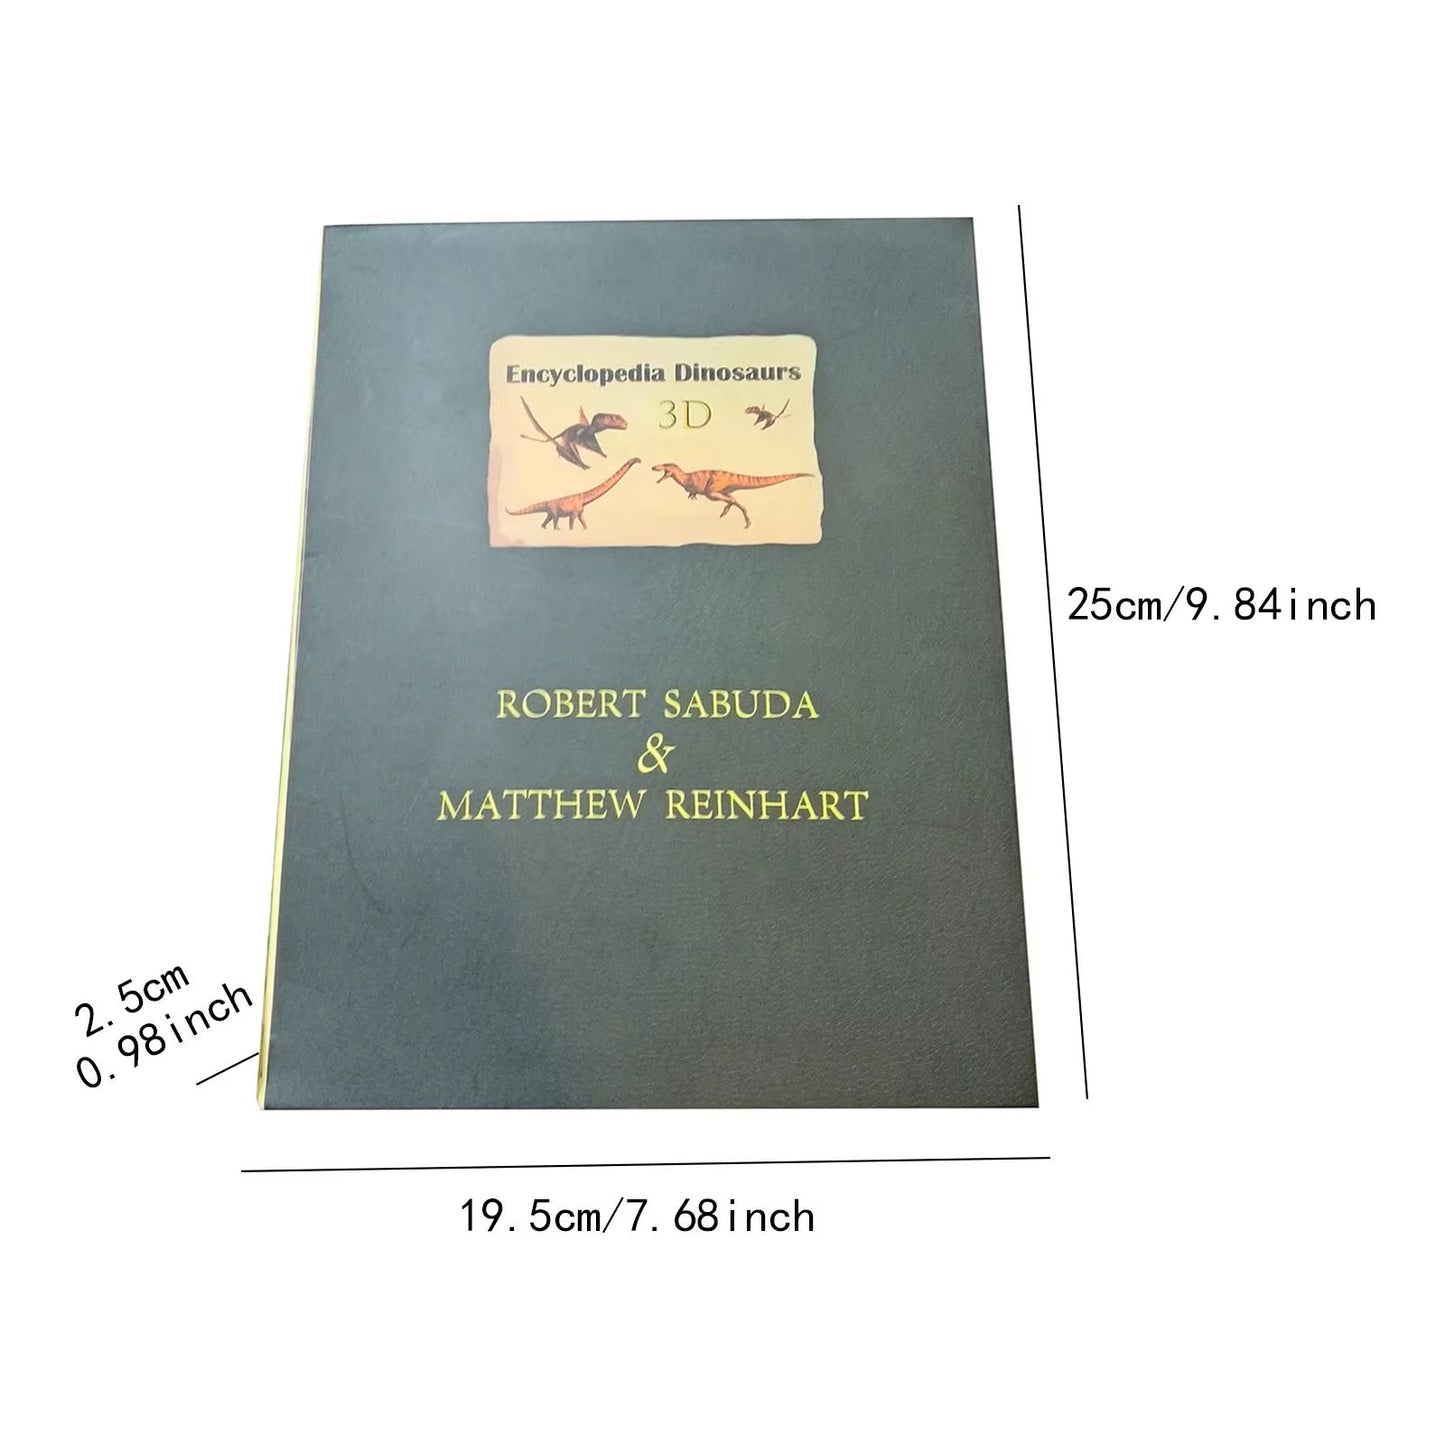 Encyclopedia Dinosaurs
3D
ROBERT SABUDA
&
MATTHEW REINHART
25cm/9.84inch
2.5cm
0.98inch
19.5cm/7.68inch